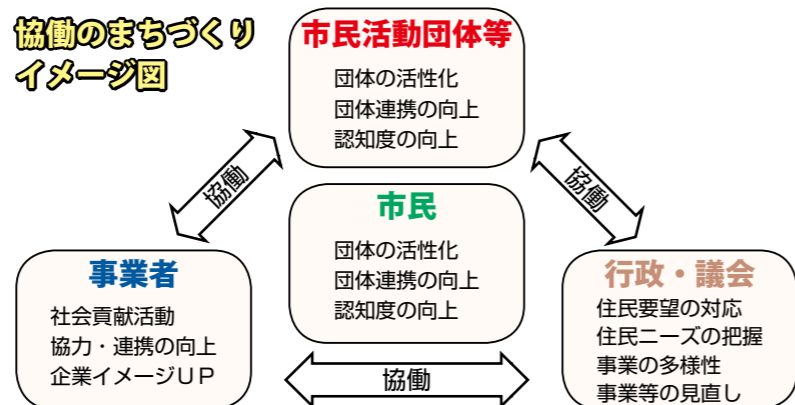 協働のまちづくり
イメージ図
市民活動団体等
団体の活性化
団体連携の向上
認知度の向上
協働
協働
市民
団体の活性化
団体連携の向上
認知度の向上
事業者
社会貢献活動
協力・連携の向上
企業イメージUP
行政・議会
住民要望の対応
住民ニーズの把握
事業の多様性
事業等の見直し
協働